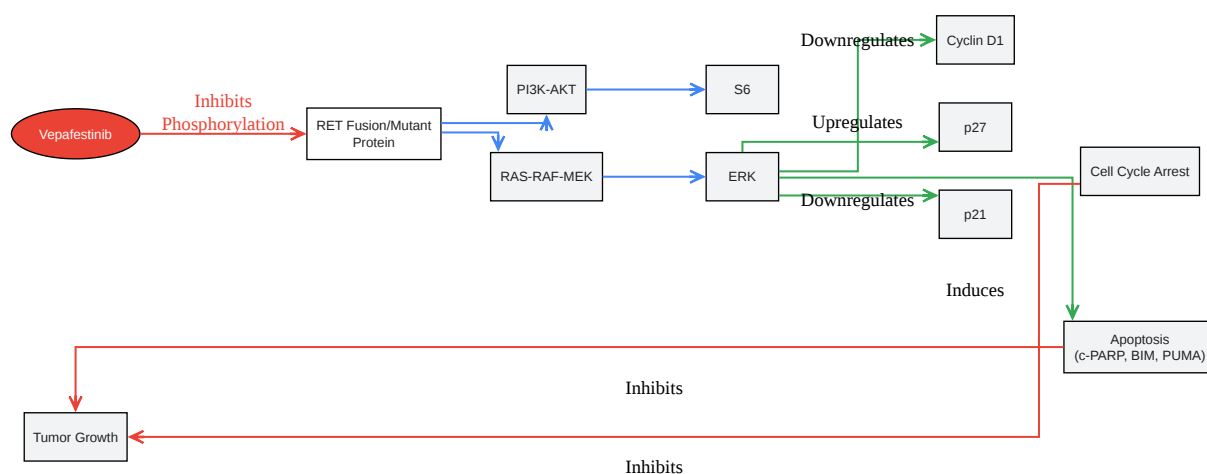 Downregulates
Cyclin D1
PI3K-AKT
S6
Inhibits
Phosphorylation
Vepafestinib
RET Fusion/Mutant
Protein
Upregulates
p27
RAS-RAF-MEK
ERK
Cell Cycle Arrest
Downregulates
p21
Induces
Apoptosis
(c-PARP, BIM, PUMA)
Inhibits
Tumor Growth
Inhibits